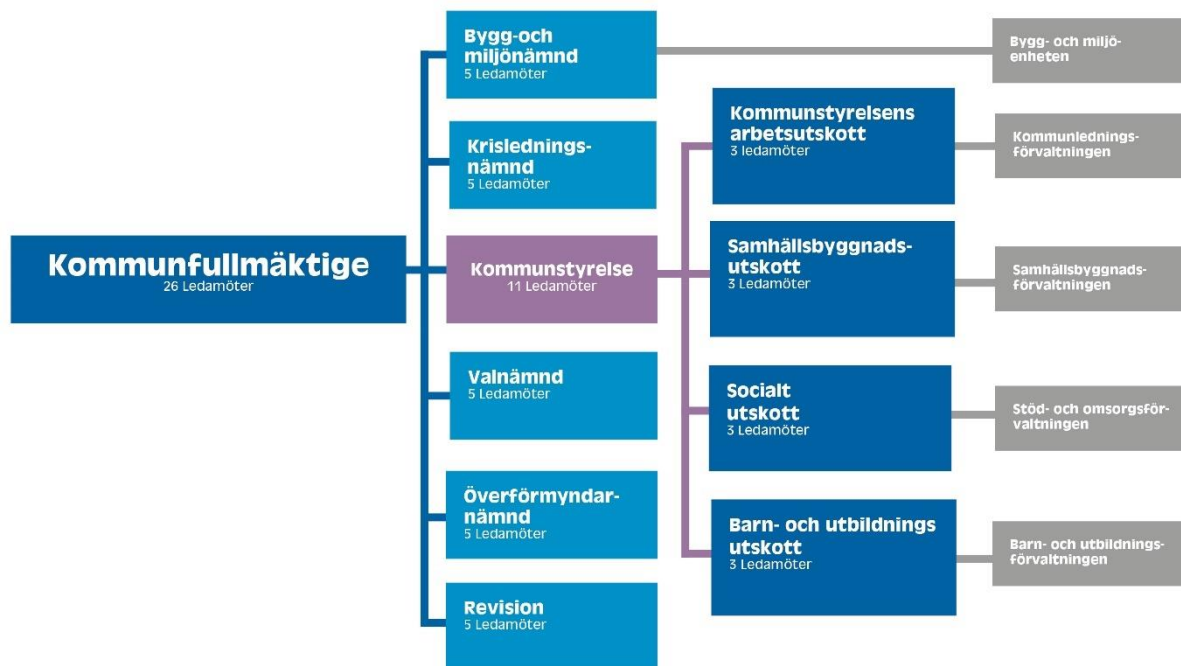 Kommunfullmäktige
26 Ledamöter
Bygg-och
miljönämnd
5 Ledamöter
Krislednings-
nämnd
5 Ledamöter
Kommunstyrelse
11 Ledamöter
Valnämnd
5 Ledamöter
Överförmyndar-
nämnd
5 Ledamöter
Revision
5 Ledamöter
Kommunstyrelsens
arbetsutskott
3 ledamöter
Samhällsbyggnads-
utskott
3 Ledamöter
Socialt
utskott
3 Ledamöter
Barn- och utbildnings
utskott
3 Ledamöter
Bygg- och miljö-
enheten
Kommunlednings-
förvaltningen
Samhällsbyggnads-
förvaltningen
Stöd- och omsorgsför-
valtningen
Barn- och utbildnings-
förvaltningen